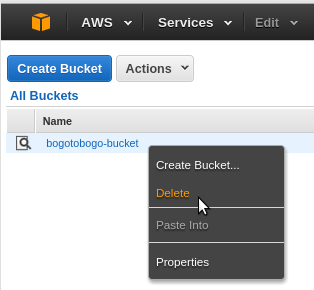 AWS Services Edit
Create Bucket Actions
All Buckets
Name
bogotobogo-bucket
Create Bucket...
Delete
Paste Into
Properties